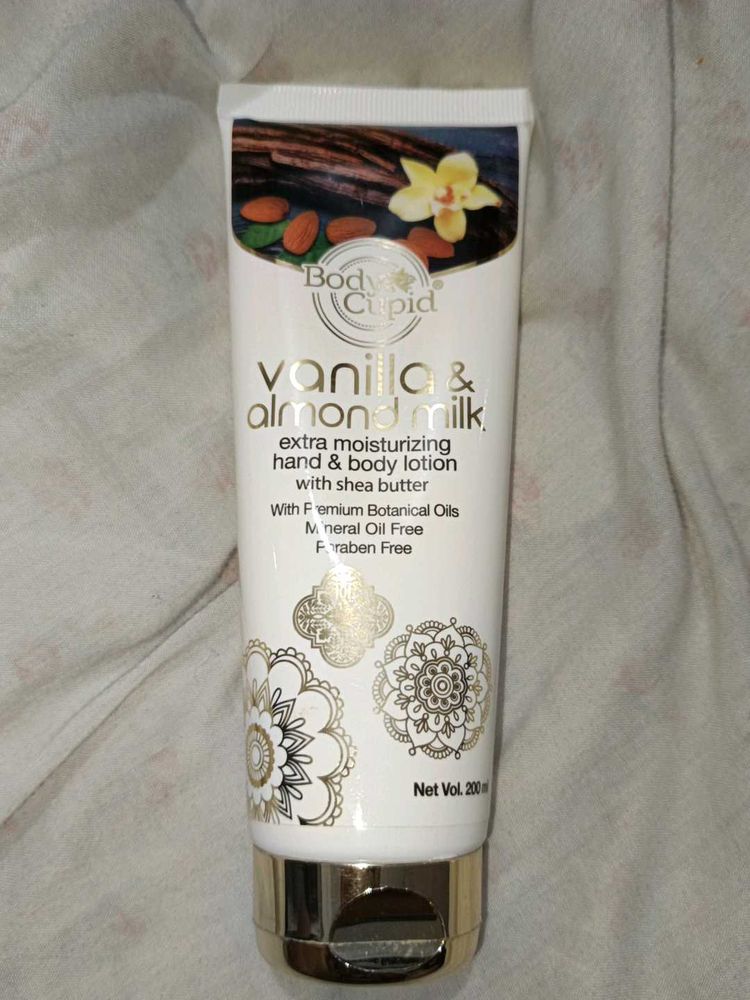 Body
Cupid®
vanilla &
almond milk
extra moisturizing
hand & body lotion
with shea butter
With Premium Botanical Oils
Mineral Oil Free
Paraben Free
Net Vol. 200 ml